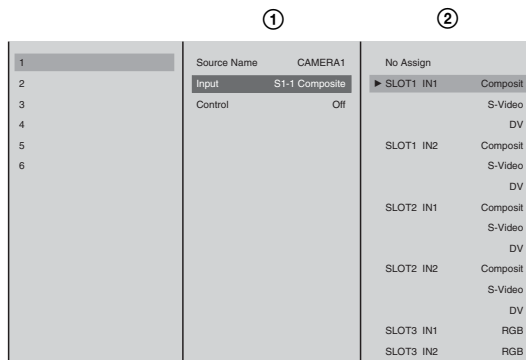 ① ②
1
2
3
4
5
6
Source Name CAMERA1
Input S1-1 Composite
Control Off
No Assign
▶ SLOT1 IN1 Composit
S-Video
DV
SLOT1 IN2 Composit
S-Video
DV
SLOT2 IN1 Composit
S-Video
DV
SLOT2 IN2 Composit
S-Video
DV
SLOT3 IN1 RGB
SLOT3 IN2 RGB